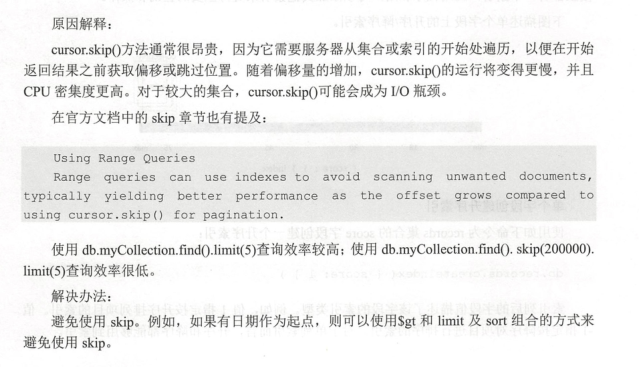 原因解释：
cursor.skip()方法通常很昂贵，因为它需要服务器从集合或索引的开始处遍历，以便在开始
返回结果之前获取偏移或跳过位置。随着偏移量的增加，cursor.skip()的运行将变得更慢，并且
CPU 密集度更高。对于较大的集合，cursor.skip()可能会成为 I/O 瓶颈。
在官方文档中的 skip 章节也有提及：
Using Range Queries
Range queries can use indexes to avoid scanning unwanted documents,
typically yielding better performance as the offset grows compared to
using cursor.skip() for pagination.
使用 db.myCollection.find().limit(5)查询效率较高；使用 db.myCollection.find(). skip(200000).
limit(5)查询效率很低。
解决办法：
避免使用 skip。例如，如果有日期作为起点，则可以使用$gt 和 limit 及 sort 组合的方式来
避免使用 skip。